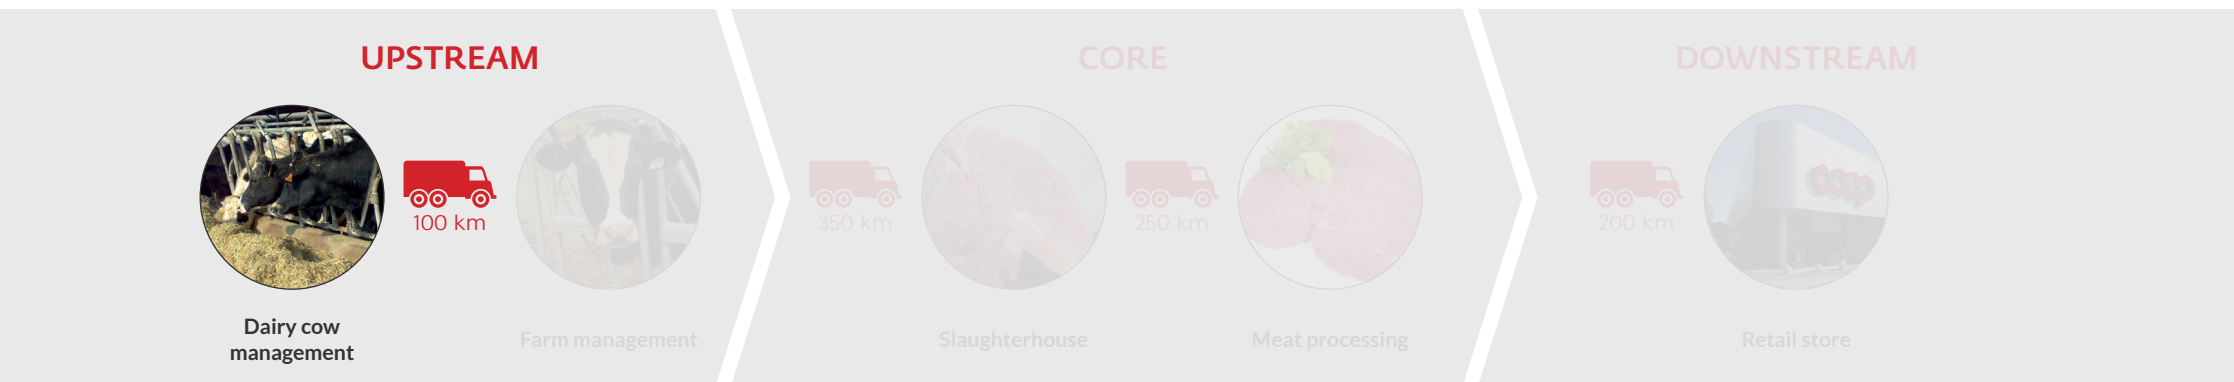 UPSTREAM
CORE
DOWNSTREAM
100 km
350 km
250 km
200 km
coop
Dairy cow
management
Farm management
Slaughterhouse
Meat processing
Retail store